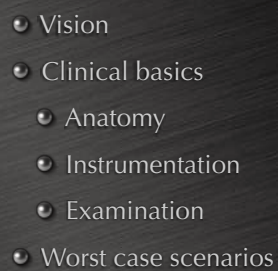 Vision
Clinical basics
Anatomy
Instrumentation
Examination
Worst case scenarios